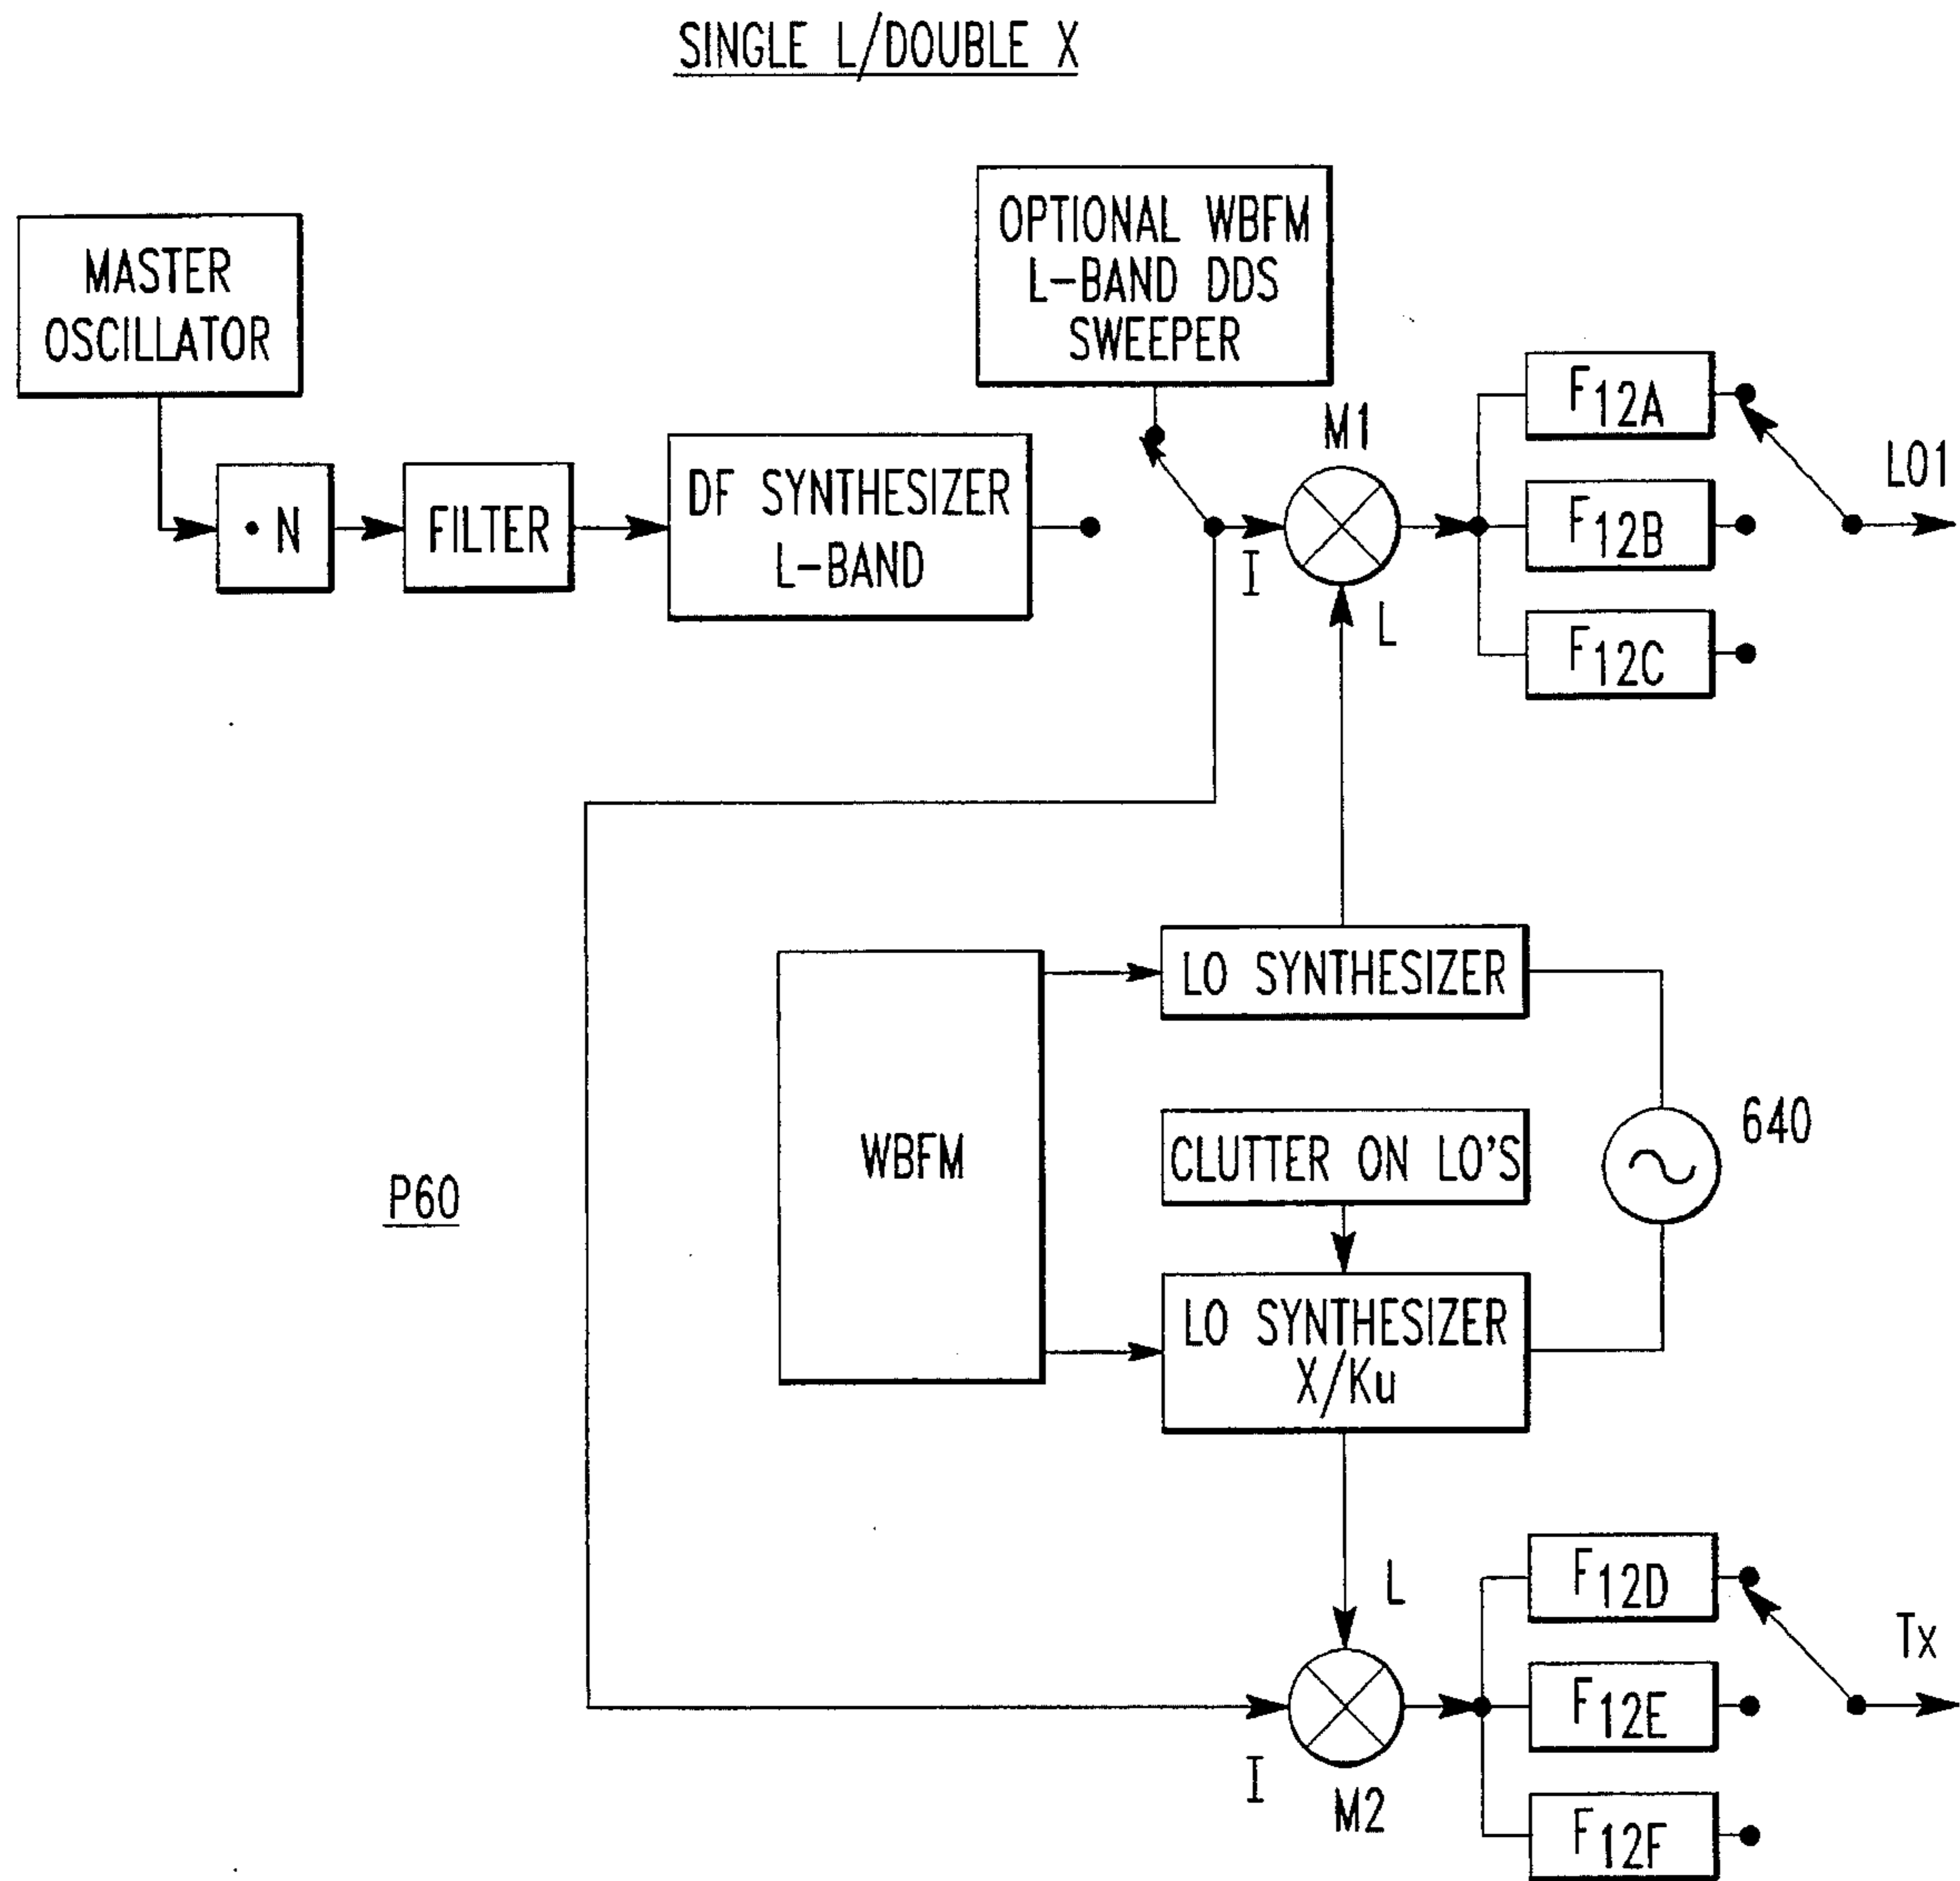 SINGLE L/DOUBLE X
MASTER
OSCILLATOR
OPTIONAL WBFM
L-BAND DDS
SWEEPER
• N
FILTER
DF SYNTHESIZER
L-BAND
M1
I
L
F12A
F12B
F12C
LO1
LO SYNTHESIZER
WBFM
CLUTTER ON LO'S
640
P60
LO SYNTHESIZER
X/Ku
L
I
M2
F12D
F12E
F12F
Tx